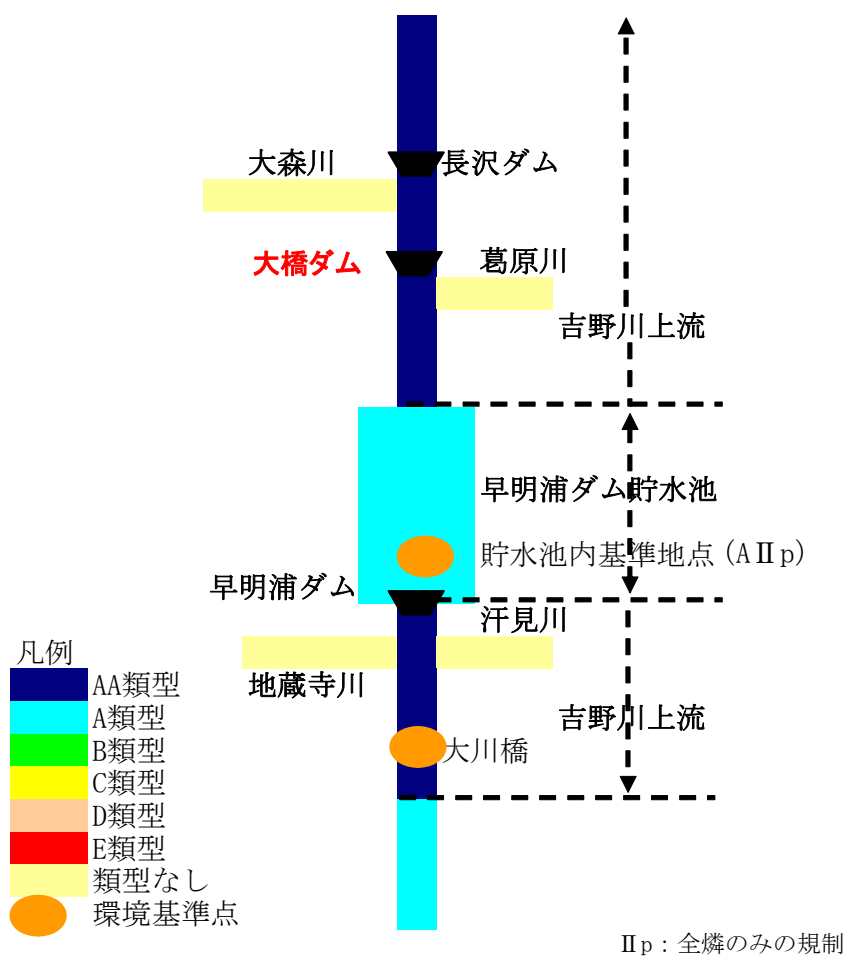 大森川
長沢ダム
大橋ダム
葛原川
吉野川上流
早明浦ダム貯水池
貯水池内基準地点(AⅡp)
早明浦ダム
汗見川
地蔵寺川
吉野川上流
大川橋
凡例
AA類型
A類型
B類型
C類型
D類型
E類型
類型なし
環境基準点
Ⅱp：全燐のみの規制